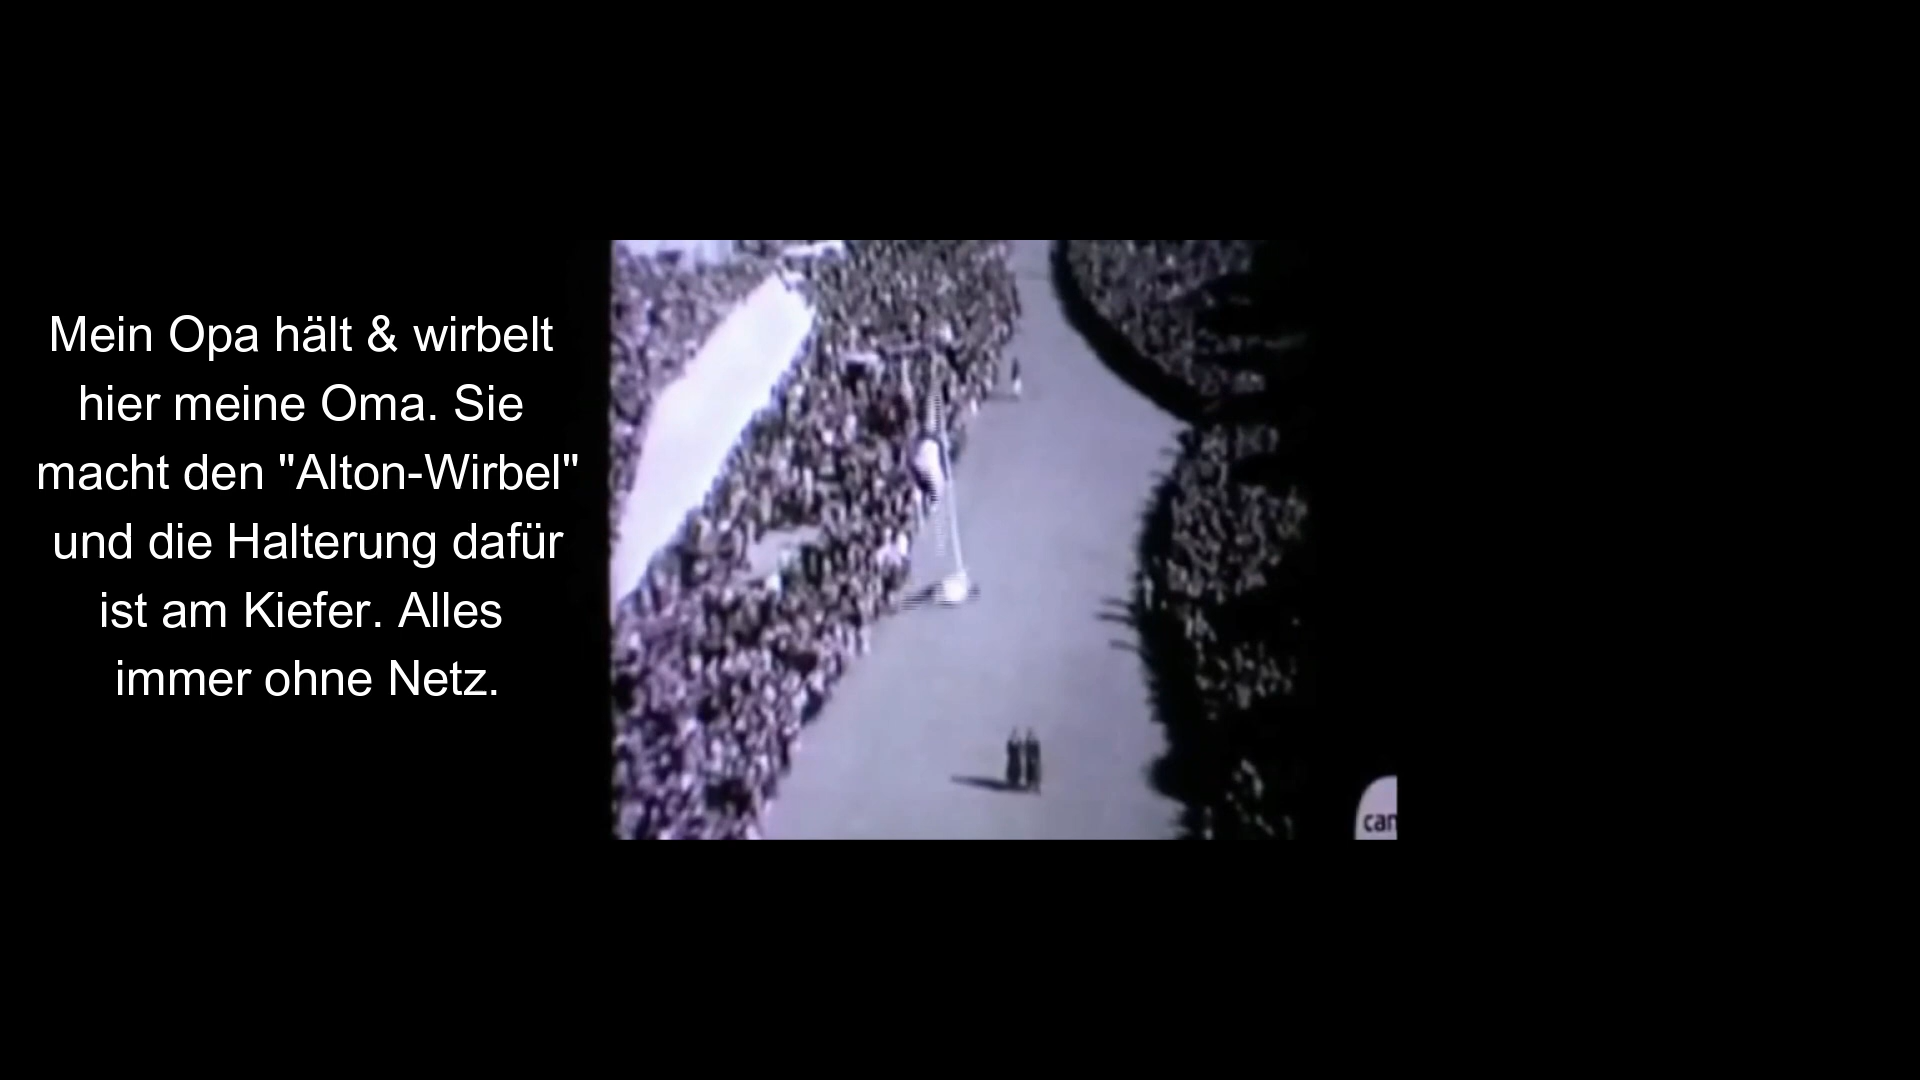 Mein Opa hält & wirbelt
hier meine Oma. Sie
macht den "Alton-Wirbel"
und die Halterung dafür
ist am Kiefer. Alles
immer ohne Netz.
can